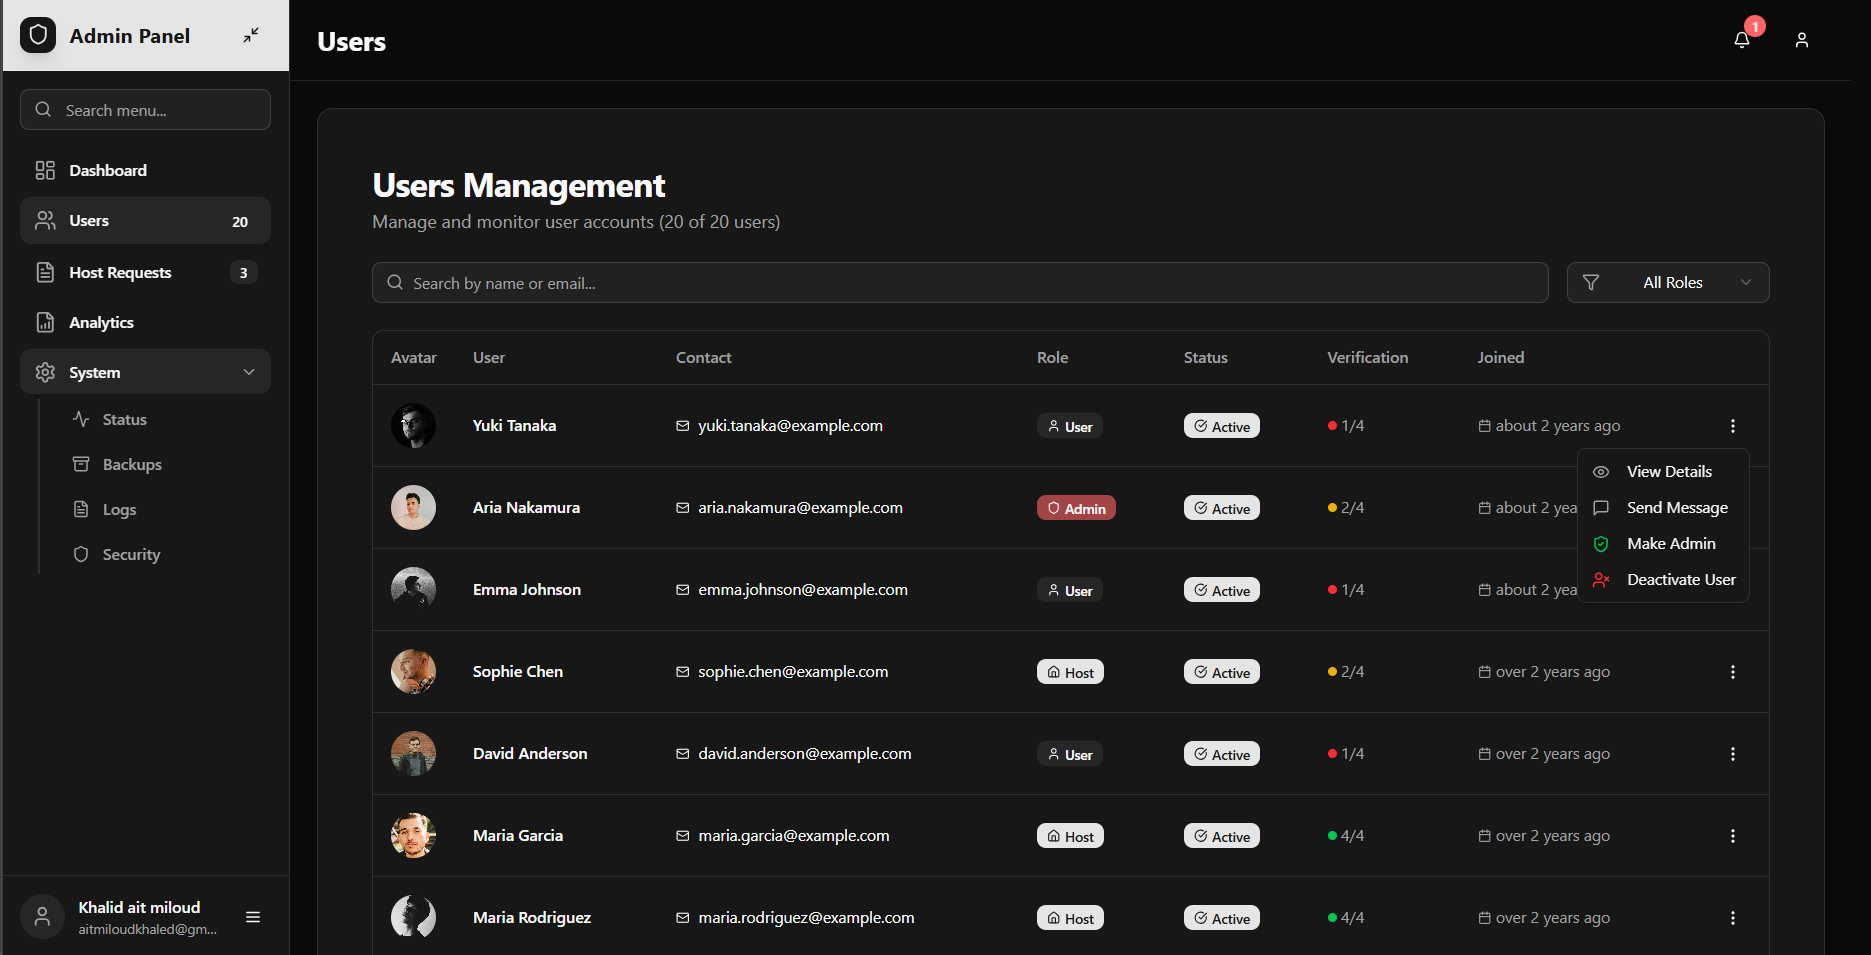 Admin Panel
Search menu...
Dashboard
Users 20
Host Requests 3
Analytics
System
Status
Backups
Logs
Security
Khalid ait miloud
aitmiloudkhaled@gm...
Users
1
Users Management
Manage and monitor user accounts (20 of 20 users)
Search by name or email...
All Roles
Avatar User Contact Role Status Verification Joined
Yuki Tanaka yuki.tanaka@example.com User Active 1/4 about 2 years ago
Aria Nakamura aria.nakamura@example.com Admin Active 2/4 about 2 yea
Emma Johnson emma.johnson@example.com User Active 1/4 about 2 yea
Sophie Chen sophie.chen@example.com Host Active 2/4 over 2 years ago
David Anderson david.anderson@example.com User Active 1/4 over 2 years ago
Maria Garcia maria.garcia@example.com Host Active 4/4 over 2 years ago
Maria Rodriguez maria.rodriguez@example.com Host Active 4/4 over 2 years ago
View Details
Send Message
Make Admin
Deactivate User